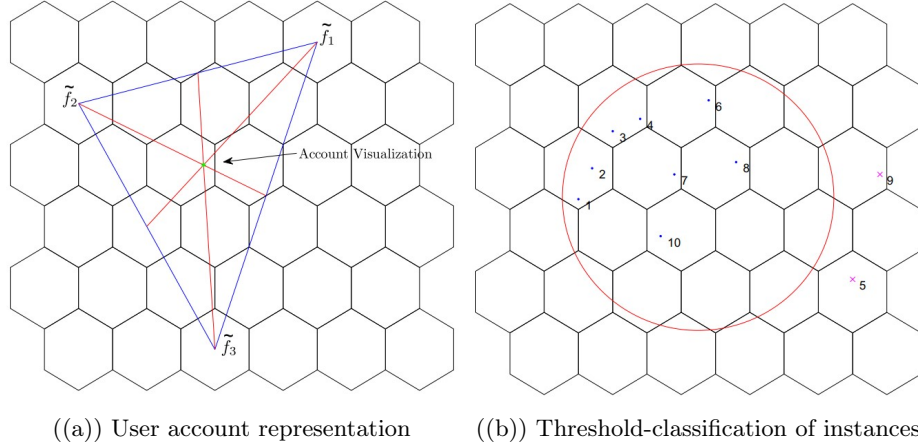 f̃1
f̃2
Account Visualization
f̃3
6
4
3
8
2
7
9
1
10
5
((a)) User account representation
((b)) Threshold-classification of instances